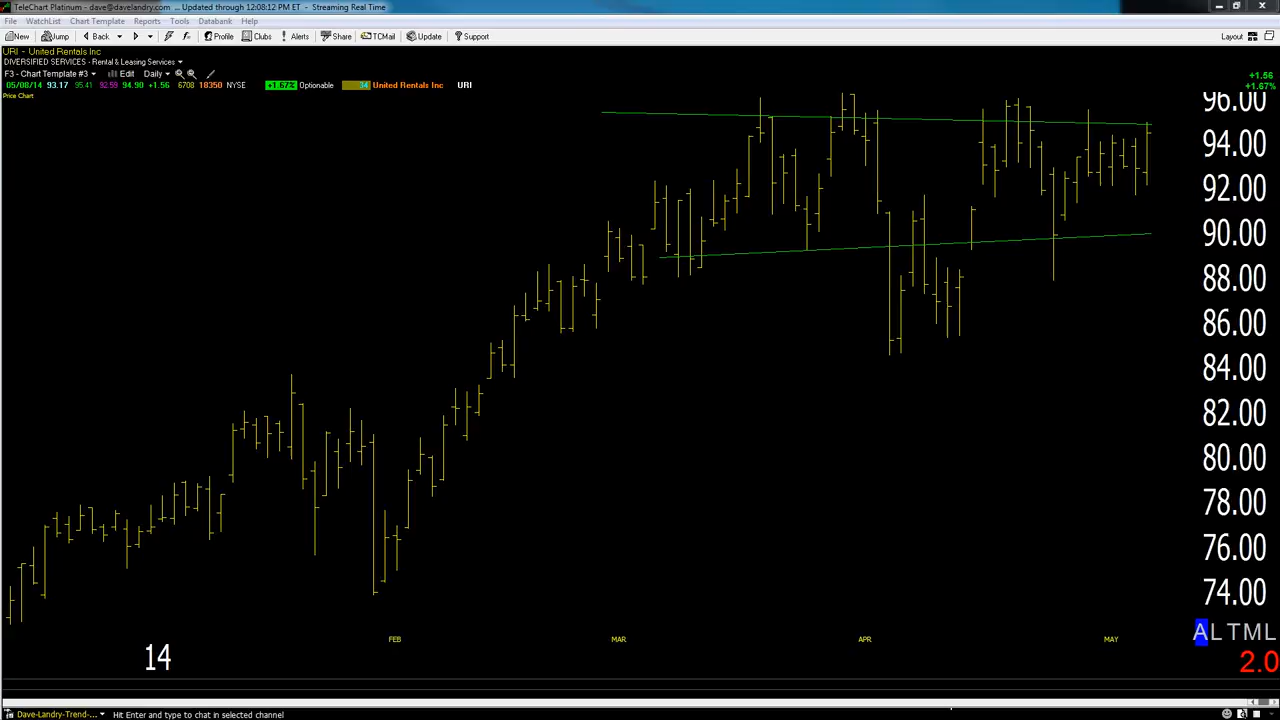 TeleChart Platinum - dave@davelandry.com ... Updated through 12:08:12 PM ET - Streaming Real Time
File WatchList Chart Template Reports Tools Databank Help
New Jump Back Profile Clubs Alerts Share TCMail Update Support Layout
URI - United Rentals Inc
DIVERSIFIED SERVICES - Rental & Leasing Services
F3 - Chart Template #3 Edit Daily
+1.56
05/08/14 93.17 95.41 92.59 94.90 +1.56 6708 18350 NYSE +1.67% Optionable 34 United Rentals Inc URI
+1.67%
Price Chart
96.00
94.00
92.00
90.00
88.00
86.00
84.00
82.00
80.00
78.00
76.00
74.00
ALTML
FEB MAR APR MAY
14
2.0
Dave-Landry-Trend-... Hit Enter and type to chat in selected channel